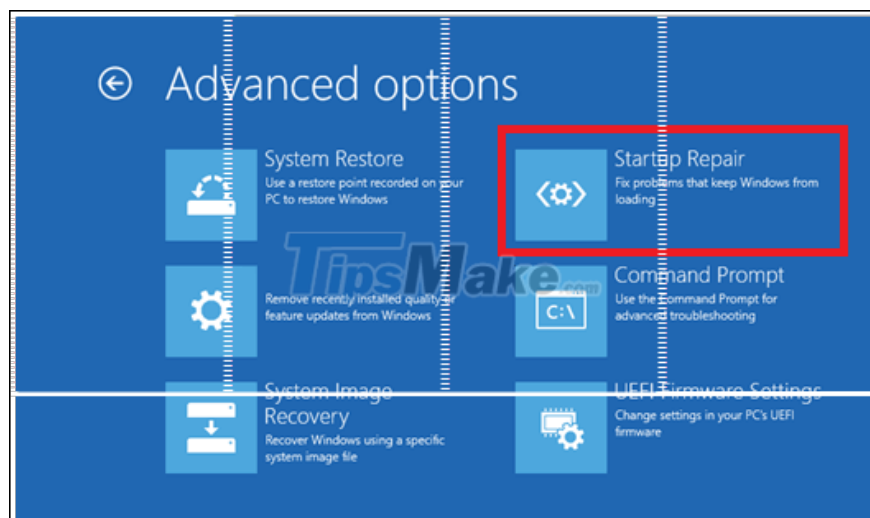 Advanced options
System Restore
Use a restore point recorded on your
PC to restore Windows
Startup Repair
Fix problems that keep Windows from
loading
TipsMake.com
Remove recently installed quality or
feature updates from Windows
Command Prompt
Use the Command Prompt for
advanced troubleshooting
C:\
System Image
Recovery
Recover Windows using a specific
system image file
UEFI Firmware Settings
Change settings in your PC's UEFI
firmware